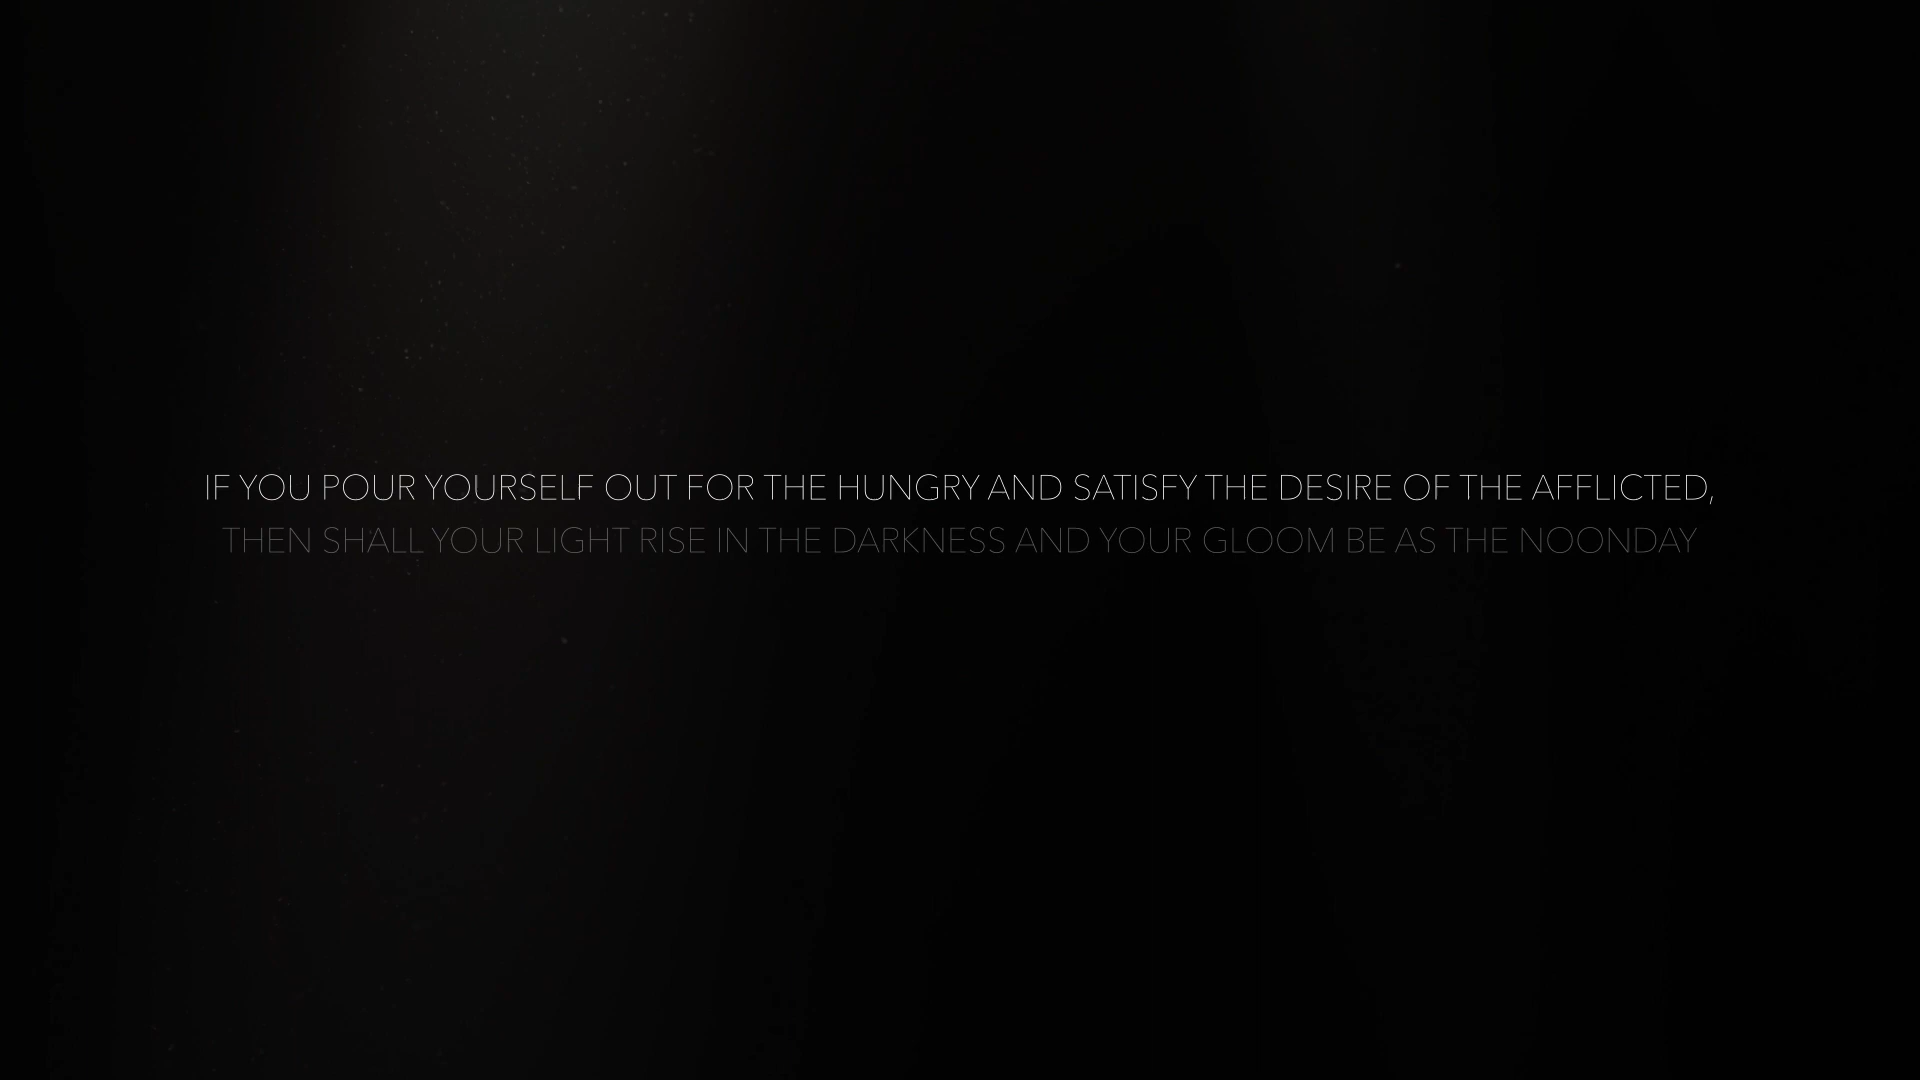 IF YOU POUR YOURSELF OUT FOR THE HUNGRY AND SATISFY THE DESIRE OF THE AFFLICTED,
THEN SHALL YOUR LIGHT RISE IN THE DARKNESS AND YOUR GLOOM BE AS THE NOONDAY